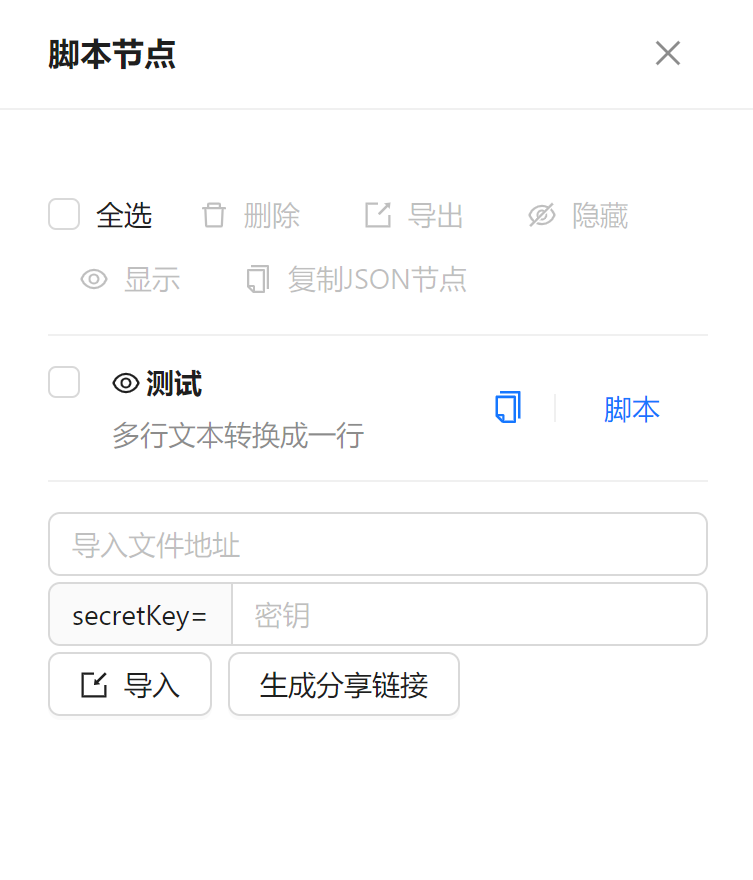 脚本节点
全选 删除 导出 隐藏
显示 复制JSON节点
测试
多行文本转换成一行
脚本
导入文件地址
secretKey= 密钥
导入 生成分享链接